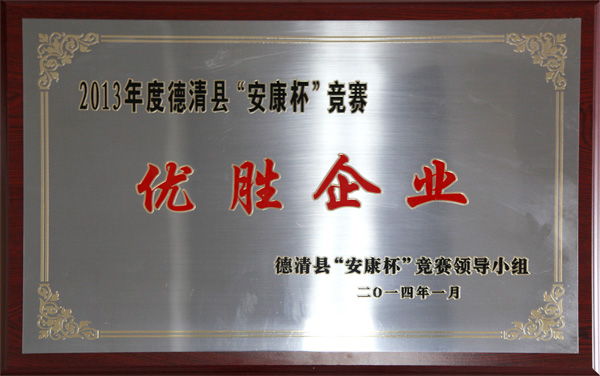 2013年度德清县“安康杯”竞赛
优胜企业
德清县“安康杯”竞赛领导小组
二〇一四年一月